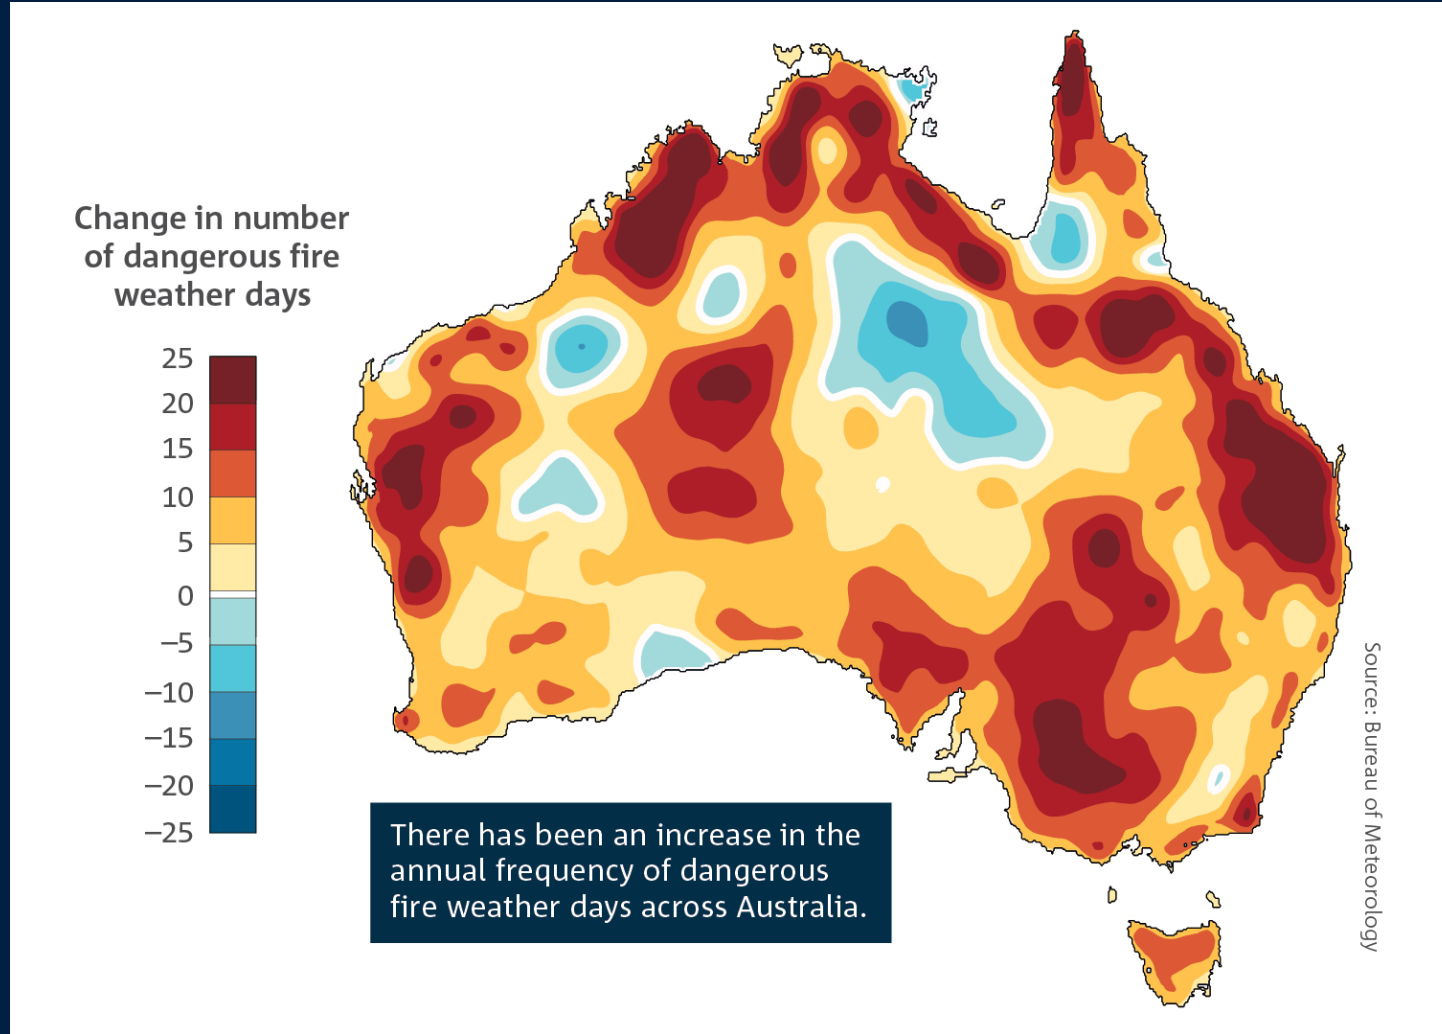 Change in number
of dangerous fire
weather days
25
20
15
10
5
0
−5
−10
−15
−20
−25
There has been an increase in the
annual frequency of dangerous
fire weather days across Australia.
Source: Bureau of Meteorology